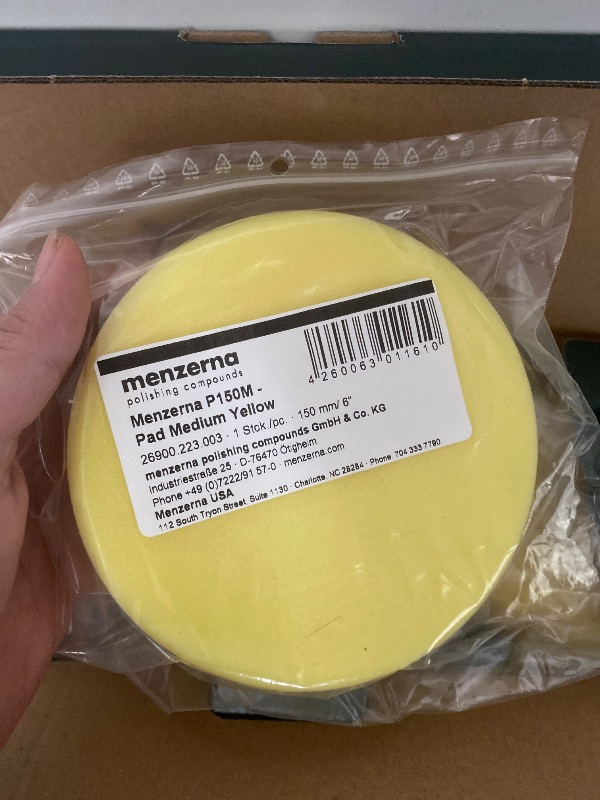 menzerna
polishing compounds
4 260063 011610
Menzerna P150M -
Pad Medium Yellow
26900.223.003 · 1 Stck./pc. · 150 mm/ 6"
menzerna polishing compounds GmbH & Co. KG
Industriestraße 25 · D-76470 Ötigheim
Phone +49 (0)7222/91 57-0 · menzerna.com
Menzerna USA
112 South Tryon Street, Suite 1130 · Charlotte, NC 28284 · Phone 704 333 7790